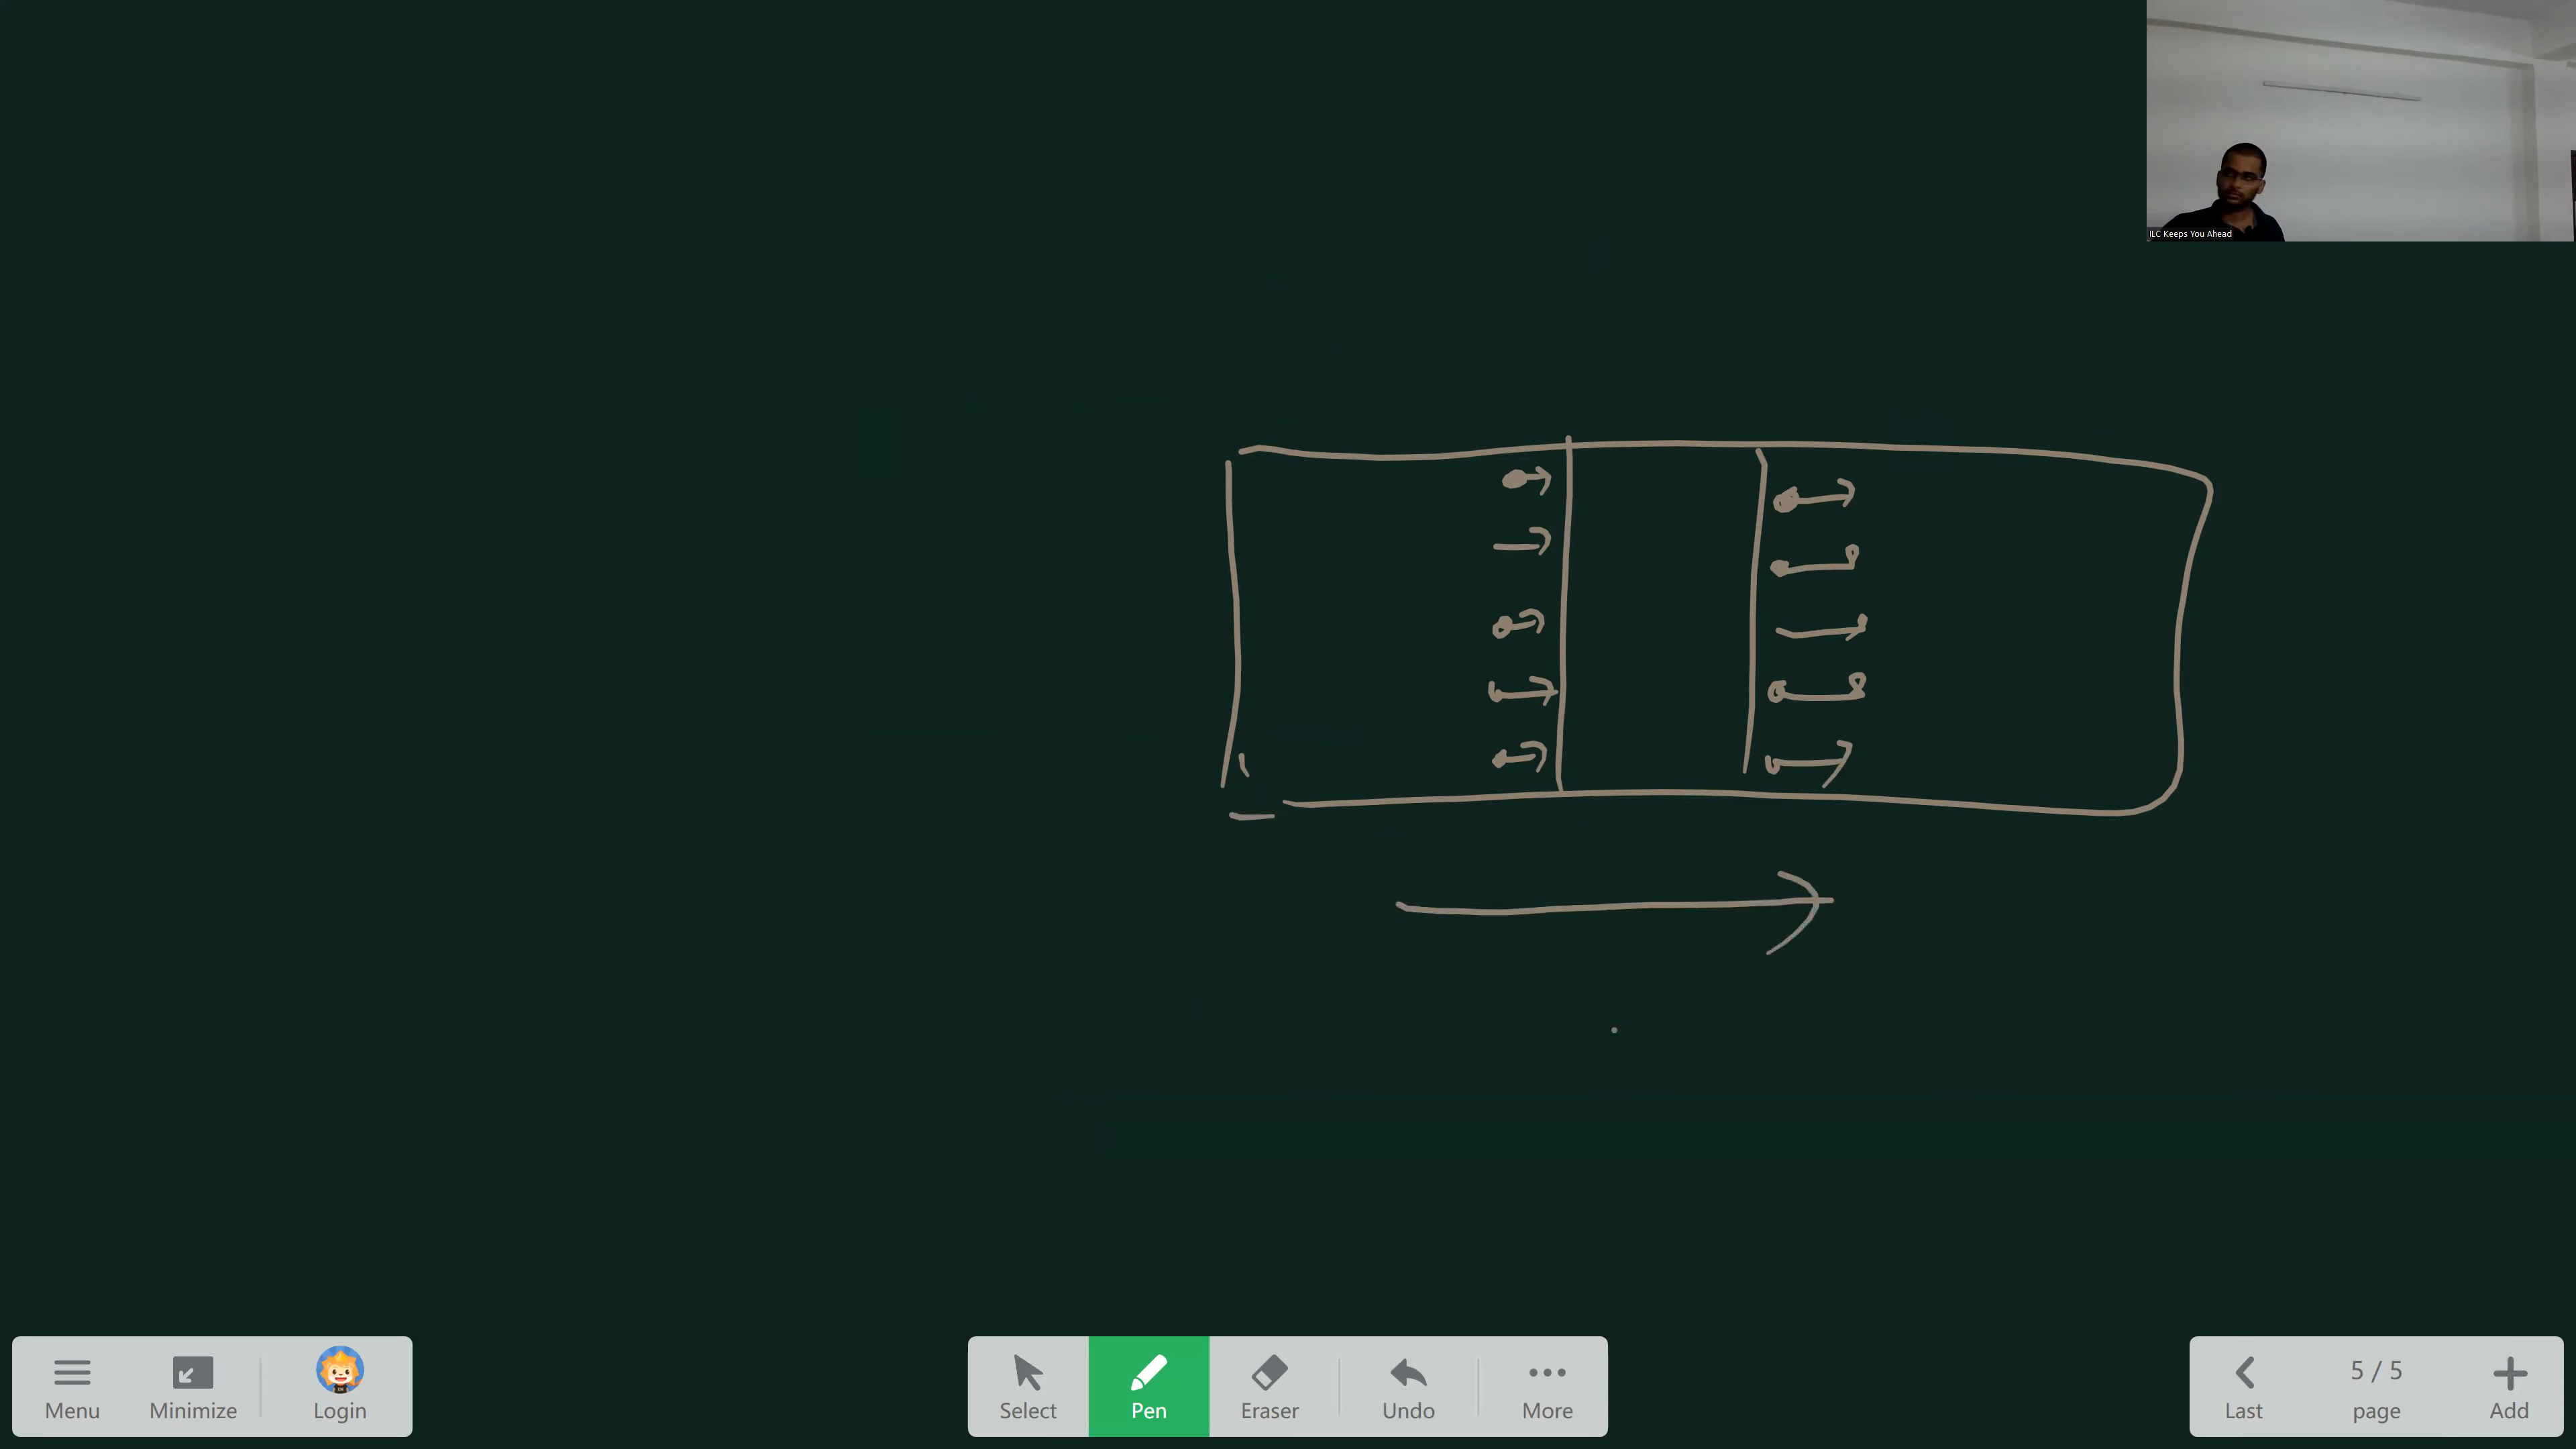 ILC Keeps You Ahead
Menu
Minimize
Login
Select
Pen
Eraser
Undo
More
Last
5 / 5
page
Add